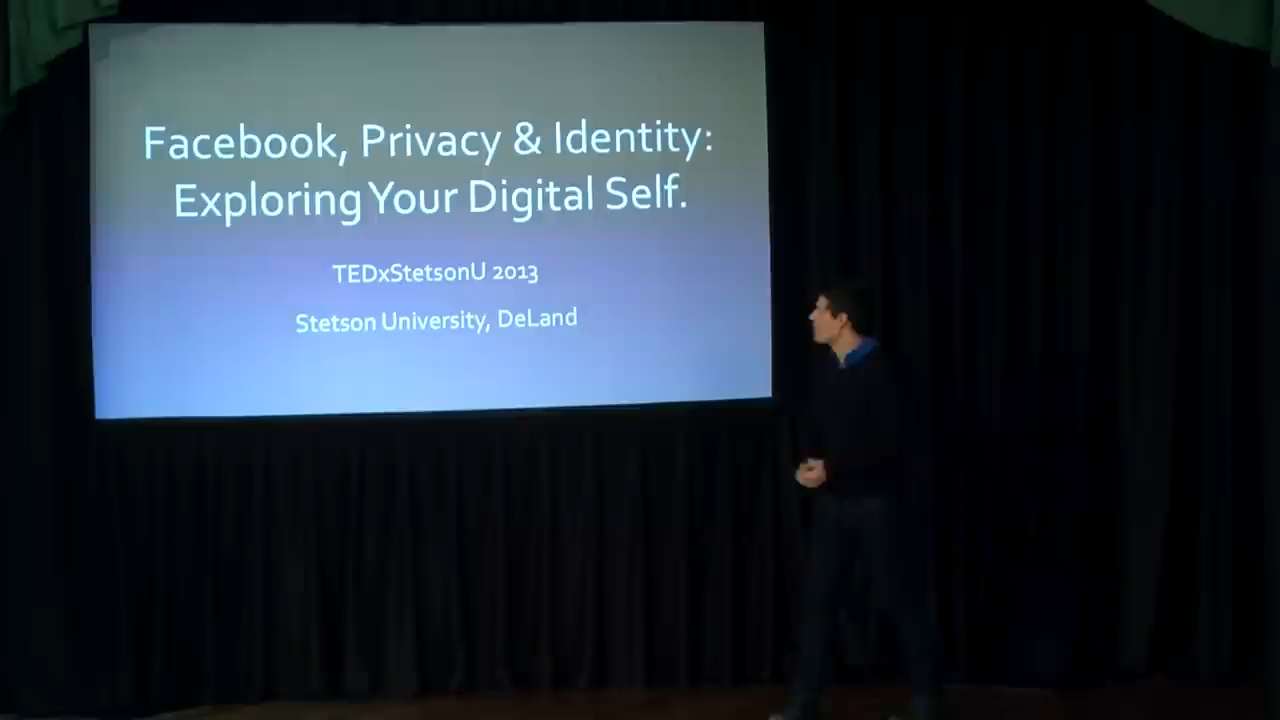 Facebook, Privacy & Identity:
Exploring Your Digital Self.
TEDxStetsonU 2013
Stetson University, DeLand